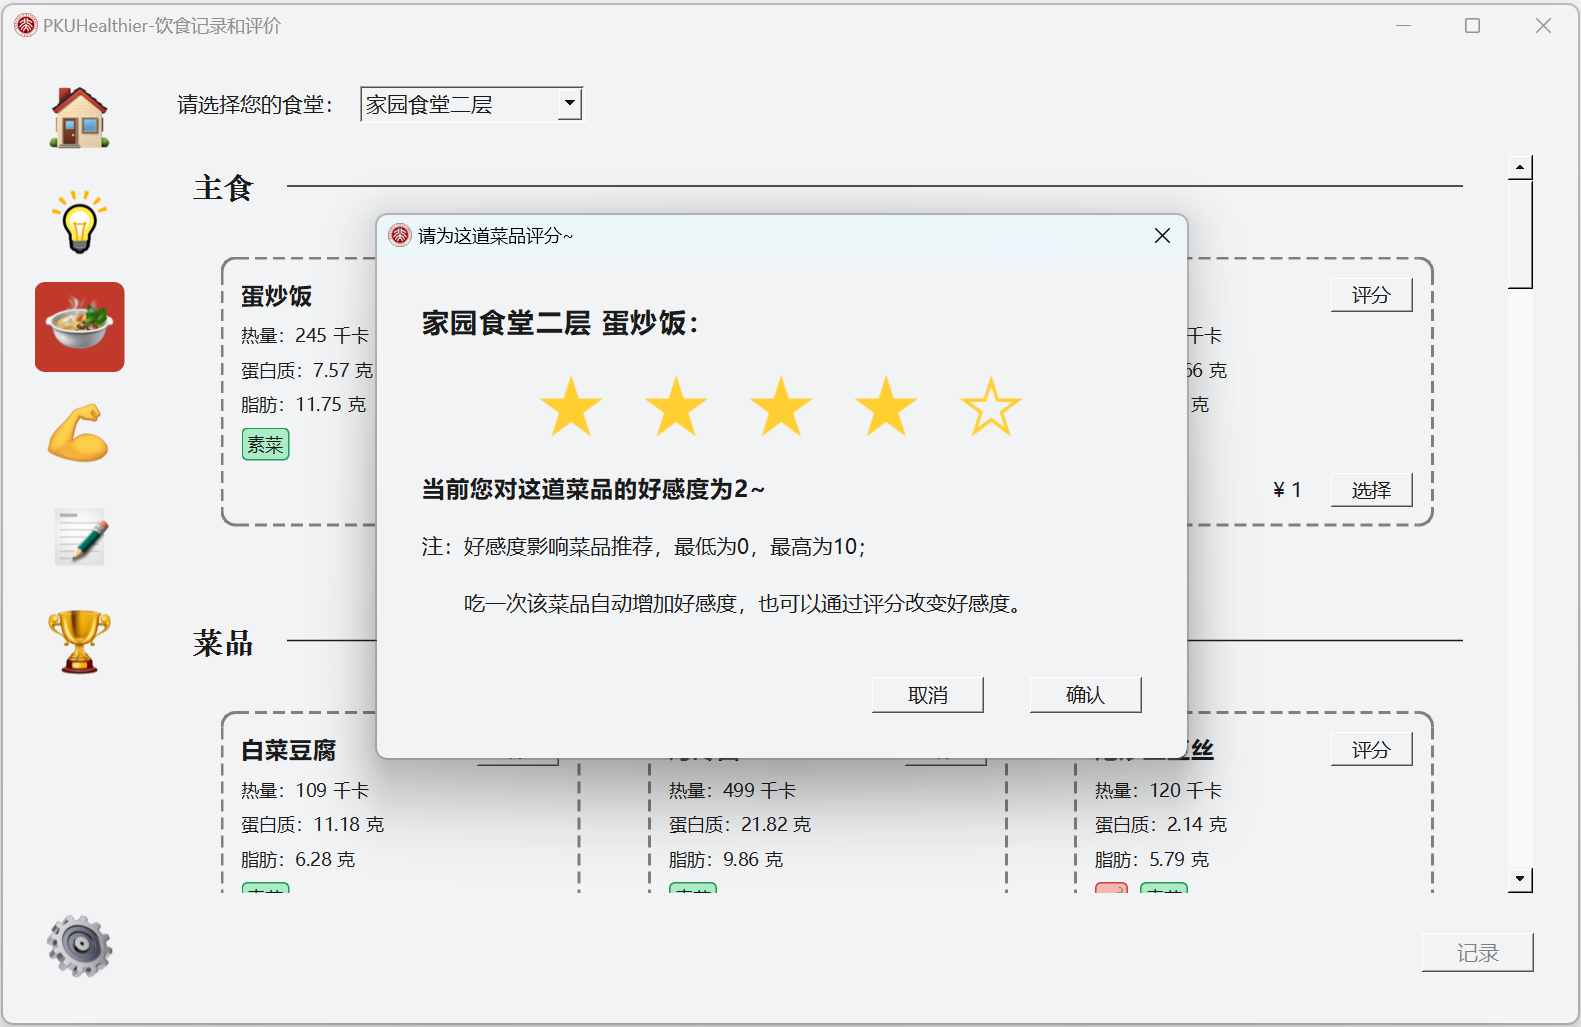 PKUHealthier-饮食记录和评价
请选择您的食堂：
家园食堂二层
主食
蛋炒饭
热量：245 千卡
蛋白质：7.57 克
脂肪：11.75 克
素菜
评分
千卡
66 克
克
¥ 1
选择
请为这道菜品评分~
家园食堂二层 蛋炒饭：
当前您对这道菜品的好感度为2~
注：好感度影响菜品推荐，最低为0，最高为10；
吃一次该菜品自动增加好感度，也可以通过评分改变好感度。
取消
确认
菜品
白菜豆腐
热量：109 千卡
蛋白质：11.18 克
脂肪：6.28 克
素菜
热量：499 千卡
蛋白质：21.82 克
脂肪：9.86 克
素菜
丝
评分
热量：120 千卡
蛋白质：2.14 克
脂肪：5.79 克
素菜
记录